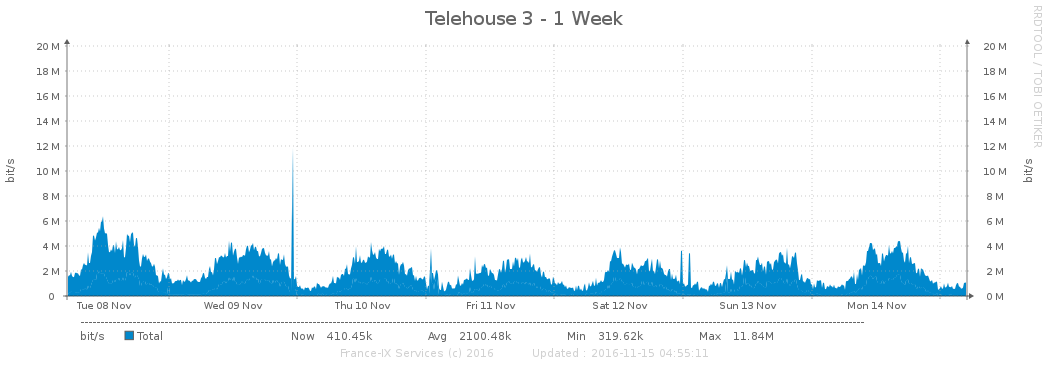 Telehouse 3 - 1 Week
RRDTOOL / TOBI OETIKER
20 M 20 M
18 M 18 M
16 M 16 M
14 M 14 M
12 M 12 M
10 M 10 M
8 M 8 M
6 M 6 M
4 M 4 M
2 M 2 M
0 0 M
bit/s bit/s
Tue 08 Nov Wed 09 Nov Thu 10 Nov Fri 11 Nov Sat 12 Nov Sun 13 Nov Mon 14 Nov
bit/s Total Now 410.45k Avg 2100.48k Min 319.62k Max 11.84M
France-IX Services (c) 2016 Updated : 2016-11-15 04:55:11